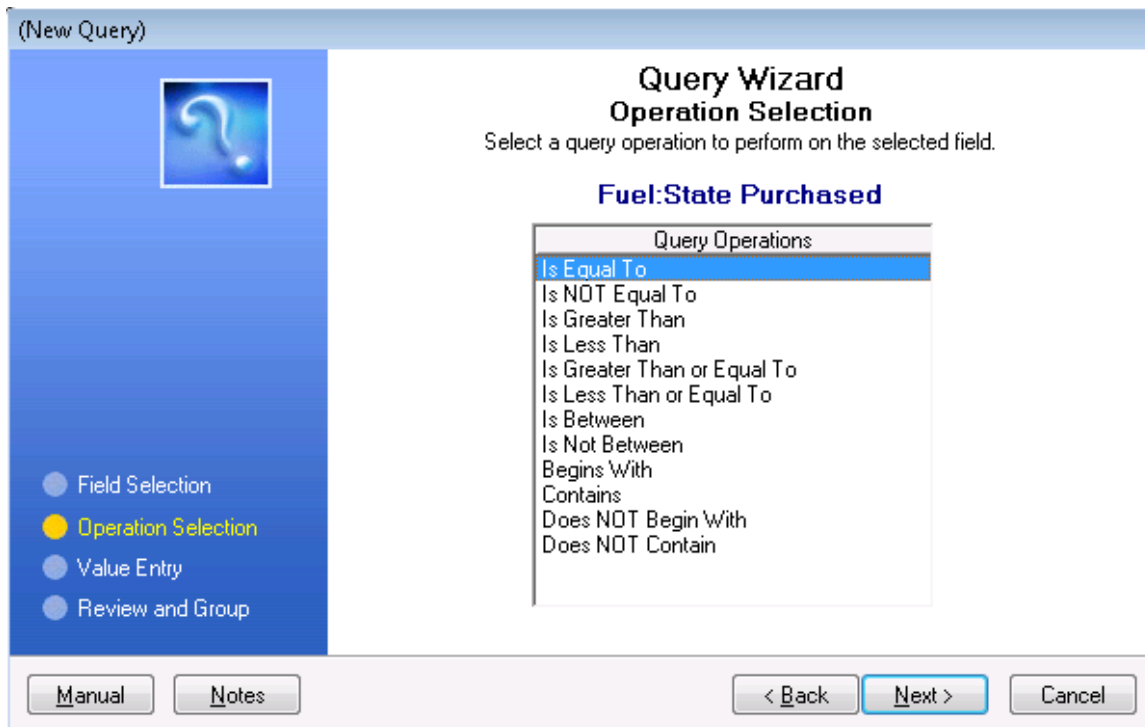 (New Query)
Query Wizard
Operation Selection
Select a query operation to perform on the selected field.
Fuel:State Purchased
Query Operations
Is Equal To
Is NOT Equal To
Is Greater Than
Is Less Than
Is Greater Than or Equal To
Is Less Than or Equal To
Is Between
Is Not Between
Begins With
Contains
Does NOT Begin With
Does NOT Contain
Field Selection
Operation Selection
Value Entry
Review and Group
Manual
Notes
< Back
Next >
Cancel